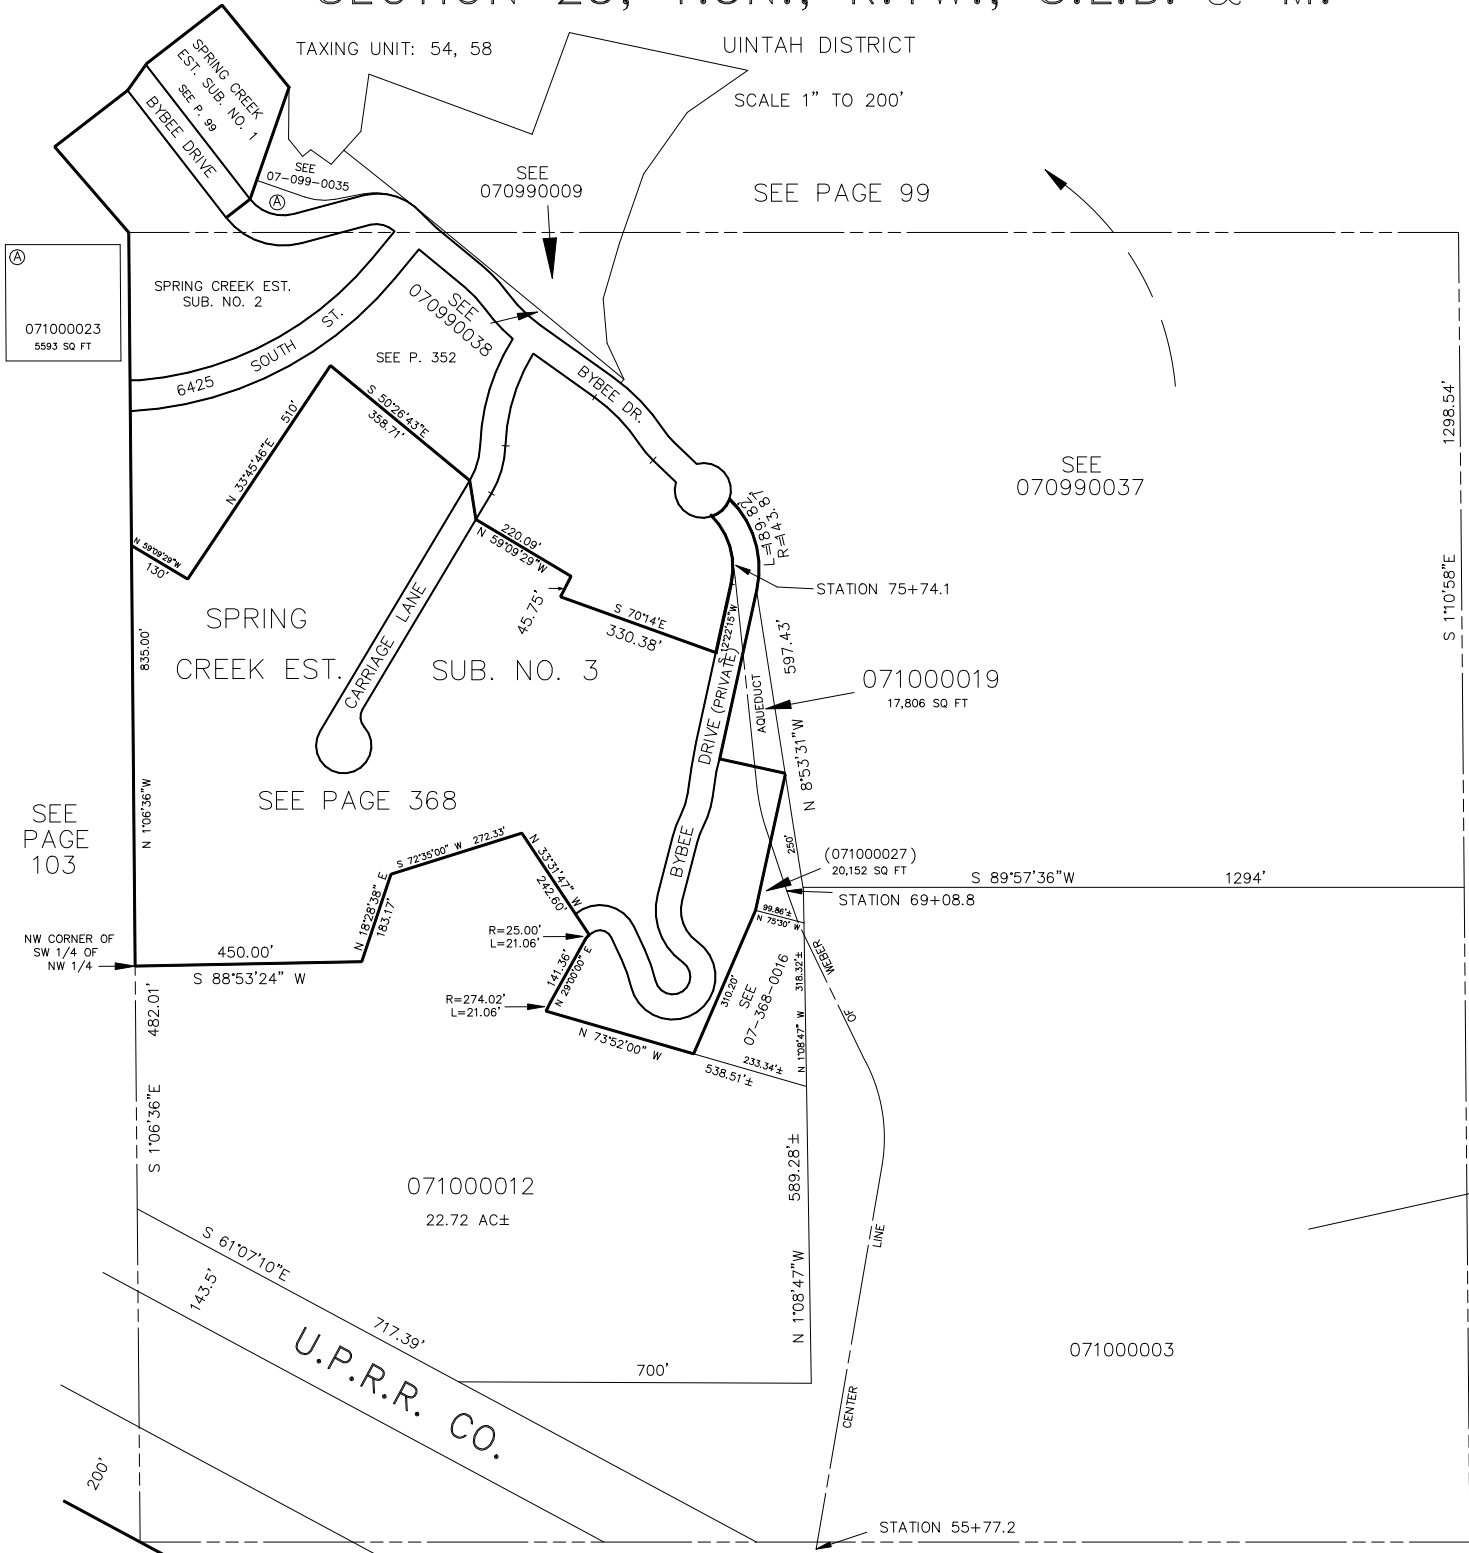 TAXING UNIT: 54, 58
UINTAH DISTRICT
SCALE 1" TO 200'
SPRING CREEK
EST. SUB. NO. 1
SEE P. 99
BYBEE DRIVE
SEE
07-099-0035
A
SEE
070990009
SEE PAGE 99
A
071000023
5593 SQ FT
SPRING CREEK EST.
SUB. NO. 2
6425 SOUTH ST.
SEE
070990038
SEE P. 352
BYBEE DR.
S 50°26'43"E
358.71'
N 33°45'46"E 510'
N 59°09'29"W
130'
220.09'
N 59°09'29"W
45.75'
S 70°14'E
330.38'
L=189.82'
R=143.87'
STATION 75+74.1
SEE
070990037
1298.54'
S 1°10'58"E
835.00'
N 1°06'36"W
SPRING
CREEK EST. SUB. NO. 3
CARRIAGE LANE
SEE PAGE 368
BYBEE DRIVE (PRIVATE)
AQUEDUCT
597.43'
N 8°53'31"W
071000019
17,806 SQ FT
250'
(071000027)
20,152 SQ FT
STATION 69+08.8
S 89°57'36"W 1294'
SEE
PAGE
103
NW CORNER OF
SW 1/4 OF
NW 1/4
450.00'
S 88°53'24" W
N 18°28'38" E
183.17'
S 72°35'00" W 272.33'
N 33°31'47" W
242.60'
R=25.00'
L=21.06'
141.36'
N 29°00'00" E
R=274.02'
L=21.06'
N 73°52'00" W
538.51'±
233.34'±
310.20'
SEE
07-368-0016
99.86'±
N 75°30' W
318.32'±
N 1°08'47" W
482.01'
S 1°06'36"E
071000012
22.72 AC±
589.28'±
N 1°08'47"W
CENTER LINE OF WEBER
S 61°07'10"E
717.39'
143.5'
U.P.R.R. CO.
700'
200'
071000003
STATION 55+77.2